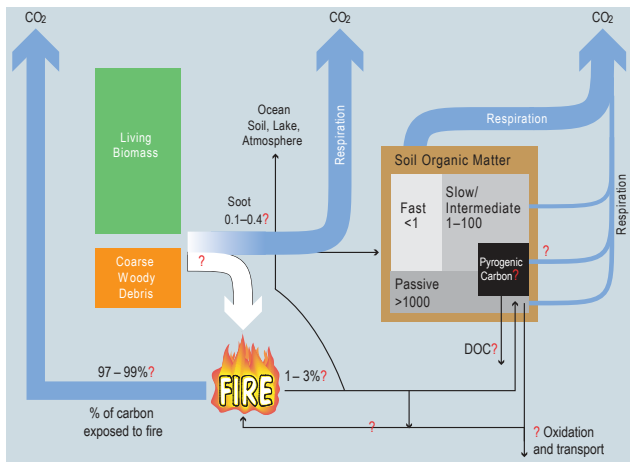 CO2
CO2
CO2
Living
Biomass
Ocean
Soil, Lake,
Atmosphere
Respiration
Respiration
Respiration
Soil Organic Matter
Fast
<1
Slow/
Intermediate
1–100
Soot
0.1–0.4?
?
Coarse
Woody
Debris
?
Pyrogenic
Carbon?
Passive
>1000
DOC?
97–99%?
FIRE
1–3%?
% of carbon
exposed to fire
?
? Oxidation
and transport